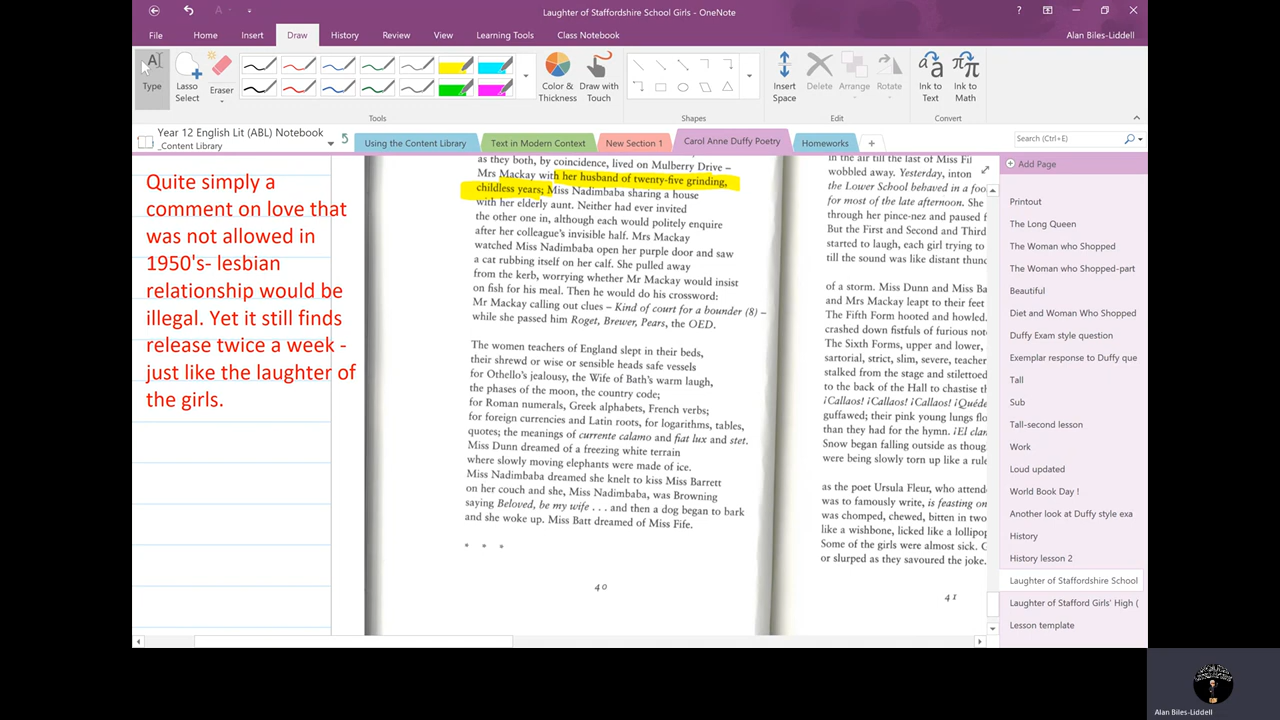 Laughter of Staffordshire School Girls - OneNote
?
File Home Insert Draw History Review View Learning Tools Class Notebook
Alan Biles-Liddell
Type
Lasso Select
Eraser
Color & Thickness
Draw with Touch
Insert Space
Delete
Arrange
Rotate
Ink to Text
Ink to Math
Tools
Shapes
Edit
Convert
Year 12 English Lit (ABL) Notebook
_Content Library
Using the Content Library
Text in Modern Context
New Section 1
Carol Anne Duffy Poetry
Homeworks
+
Search (Ctrl+E)
Quite simply a
comment on love that
was not allowed in
1950's- lesbian
relationship would be
illegal. Yet it still finds
release twice a week -
just like the laughter of
the girls.
as they both, by coincidence, lived on Mulberry Drive –
Mrs Mackay with her husband of twenty-five grinding,
childless years; Miss Nadimbaba sharing a house
with her elderly aunt. Neither had ever invited
the other one in, although each would politely enquire
after her colleague's invisible half. Mrs Mackay
watched Miss Nadimbaba open her purple door and saw
a cat rubbing itself on her calf. She pulled away
from the kerb, worrying whether Mr Mackay would insist
on fish for his meal. Then he would do his crossword:
Mr Mackay calling out clues – Kind of court for a bounder (8) –
while she passed him Roget, Brewer, Pears, the OED.
The women teachers of England slept in their beds,
their shrewd or wise or sensible heads safe vessels
for Othello's jealousy, the Wife of Bath's warm laugh,
the phases of the moon, the country code;
for Roman numerals, Greek alphabets, French verbs;
for foreign currencies and Latin roots, for logarithms, tables,
quotes; the meanings of currente calamo and fiat lux and stet.
Miss Dunn dreamed of a freezing white terrain
where slowly moving elephants were made of ice.
Miss Nadimbaba dreamed she knelt to kiss Miss Barrett
on her couch and she, Miss Nadimbaba, was Browning
saying Beloved, be my wife . . . and then a dog began to bark
and she woke up. Miss Batt dreamed of Miss Fife.
* * *
40
in the air till the last of Miss Fif
wobbled away. Yesterday, inton
the Lower School behaved in a foo
for most of the late afternoon. She
through her pince-nez and paused f
But the First and Second and Third
started to laugh, each girl trying to
till the sound was like distant thund
of a storm. Miss Dunn and Miss Ba
and Mrs Mackay leapt to their feet
The Fifth Form hooted and howled.
crashed down fistfuls of furious note
The Sixth Forms, upper and lower,
sartorial, strict, slim, severe, teacher
stalked from the stage and stilettoed
to the back of the Hall to chastise th
¡Callaos! ¡Callaos! ¡Callaos! ¡Quéde
guffawed; their pink young lungs flo
than they had for the hymn. ¡El clam
Snow began falling outside as though
were being slowly torn up like a rule
as the poet Ursula Fleur, who attende
was to famously write, is feasting on
was chomped, chewed, bitten in two
like a wishbone, licked like a lollipop
Some of the girls were almost sick. G
or slurped as they savoured the joke.
41
Add Page
Printout
The Long Queen
The Woman who Shopped
The Woman who Shopped-part
Beautiful
Diet and Woman Who Shopped
Duffy Exam style question
Exemplar response to Duffy que
Tall
Sub
Tall-second lesson
Work
Loud updated
World Book Day !
Another look at Duffy style exa
History
History lesson 2
Laughter of Staffordshire School
Laughter of Stafford Girls' High (
Lesson template
Alan Biles-Liddell